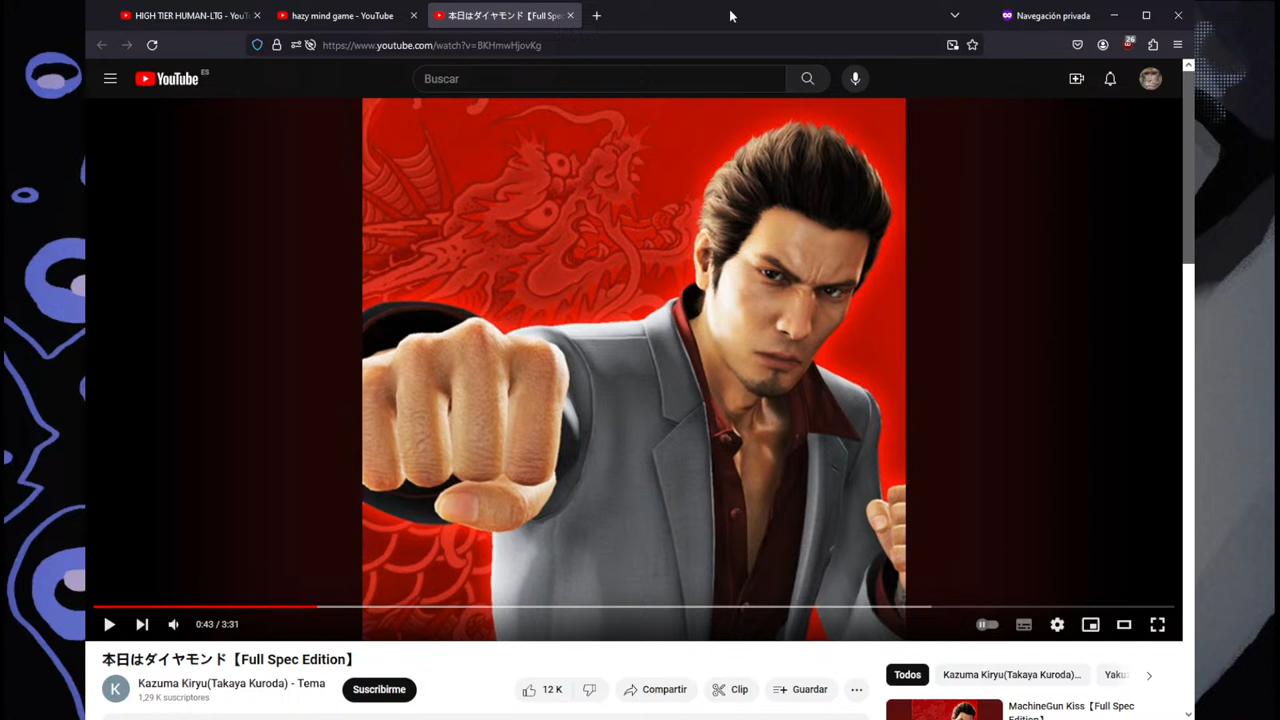 HIGH TIER HUMAN-LTG - YouT
hazy mind game - YouTube
本日はダイヤモンド【Full Spec
Navegación privada
https://www.youtube.com/watch?v=BKHmwHjovKg
26
YouTube ES
Buscar
0:43 / 3:31
本日はダイヤモンド【Full Spec Edition】
K
Kazuma Kiryu(Takaya Kuroda) - Tema
1,29 K suscriptores
Suscribirme
12 K
Compartir
Clip
Guardar
Todos
Kazuma Kiryu(Takaya Kuroda)...
Yaku
MachineGun Kiss【Full Spec
Edition】